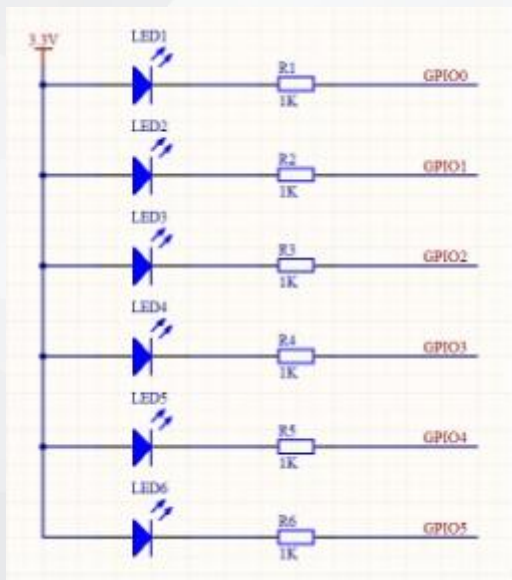 3.3V
LED1
R1
GPIO0
1K
LED2
R2
GPIO1
1K
LED3
R3
GPIO2
1K
LED4
R4
GPIO3
1K
LED5
R5
GPIO4
1K
LED6
R6
GPIO5
1K